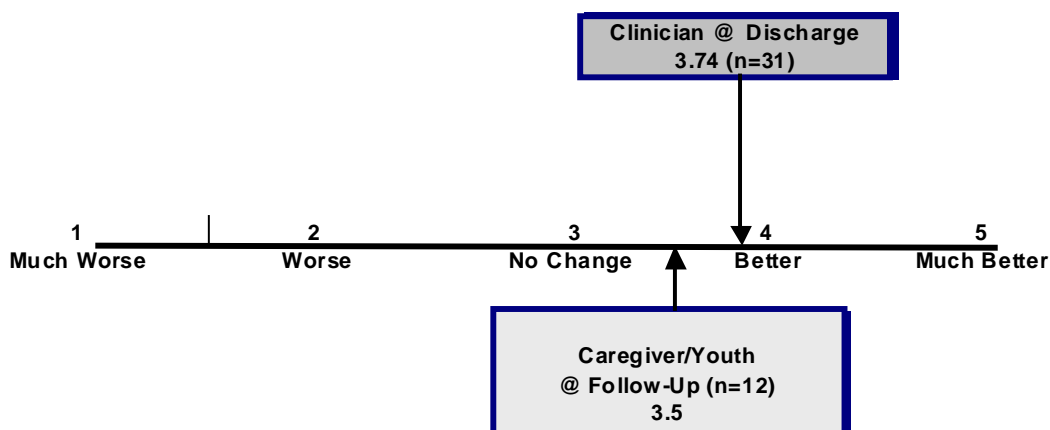 Clinician @ Discharge
3.74 (n=31)
1 2 3 4 5
Much Worse Worse No Change Better Much Better
Caregiver/Youth
@ Follow-Up (n=12)
3.5